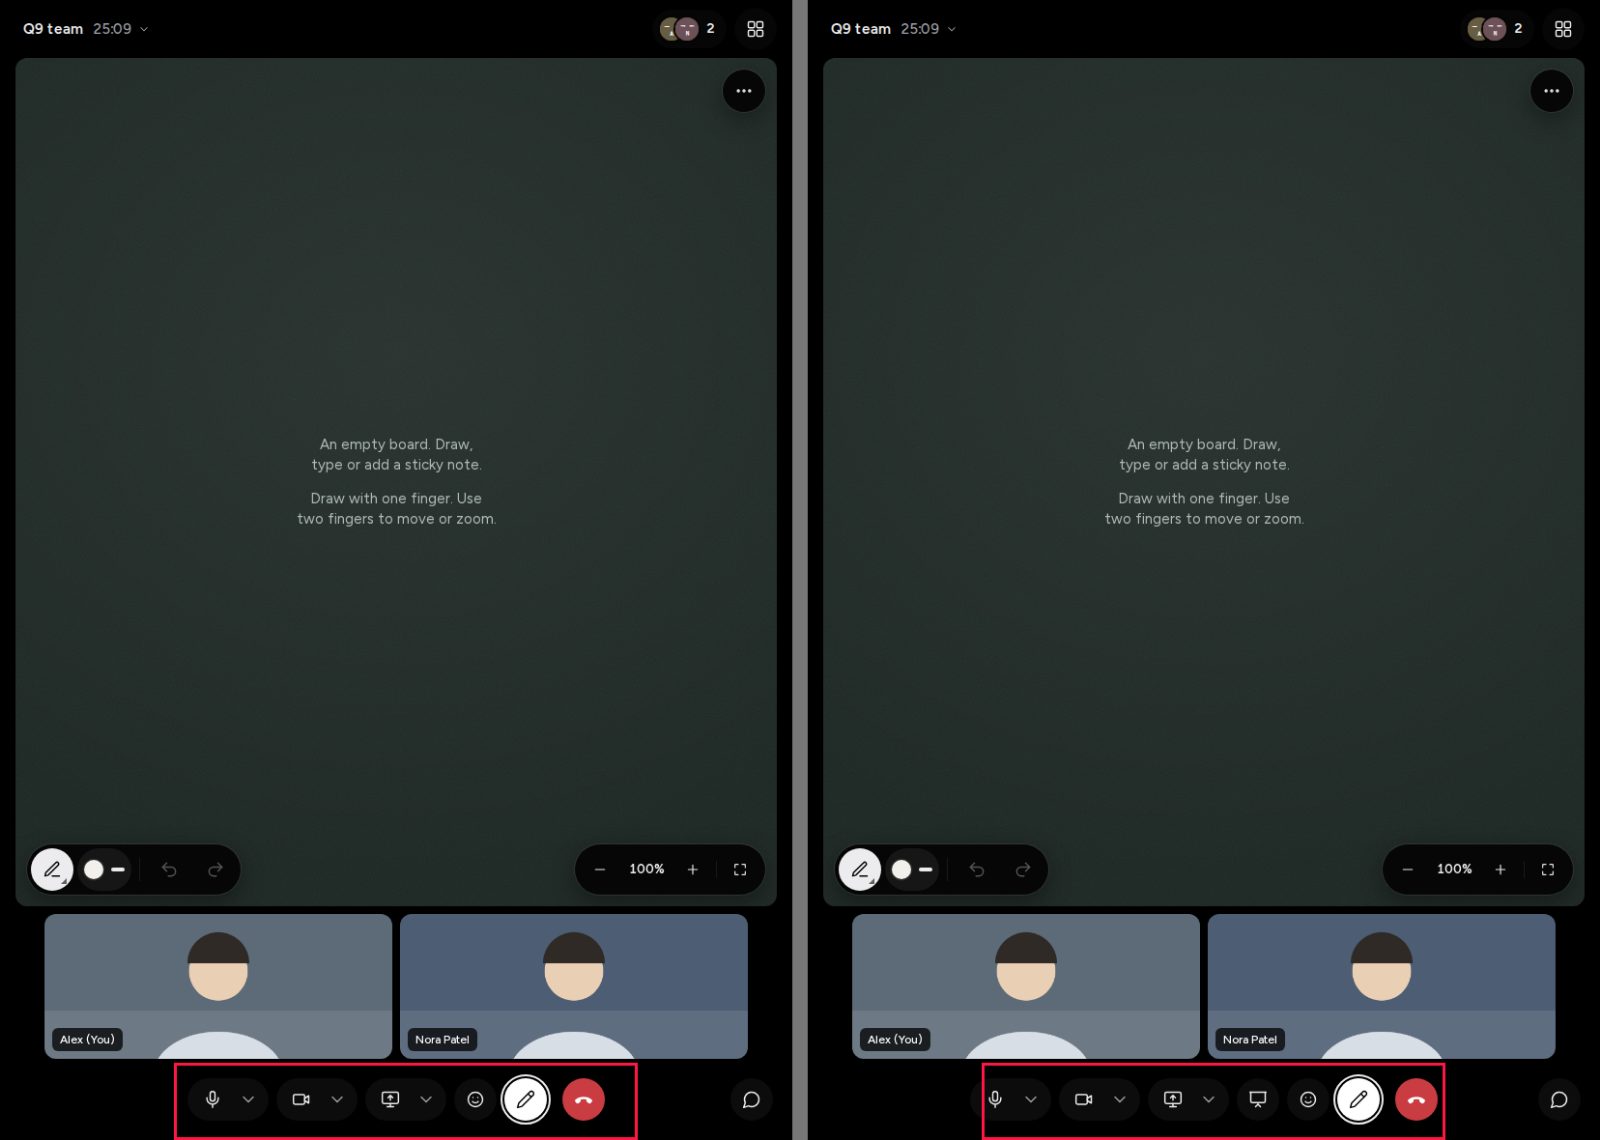 Q9 team 25:09
2
An empty board. Draw,
type or add a sticky note.
Draw with one finger. Use
two fingers to move or zoom.
100%
Alex (You)
Nora Patel
Q9 team 25:09
2
An empty board. Draw,
type or add a sticky note.
Draw with one finger. Use
two fingers to move or zoom.
100%
Alex (You)
Nora Patel